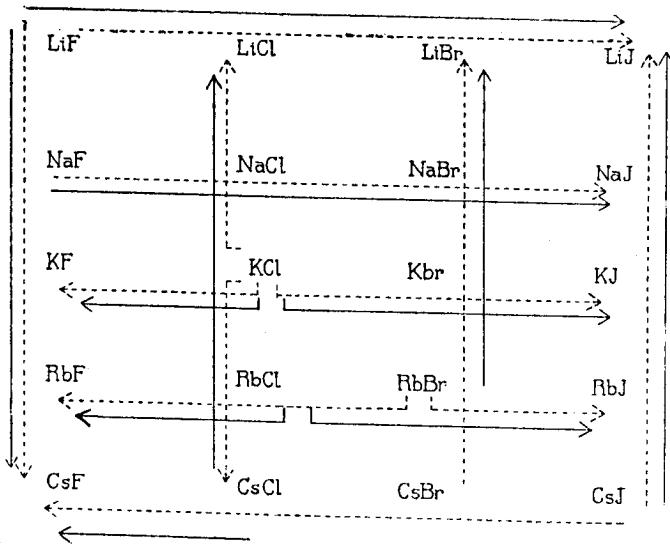 LiF LiCl LiBr LiJ
NaF NaCl NaBr NaJ
KF KCl Kbr KJ
RbF RbCl RbBr RbJ
CsF CsCl CsBr CsJ